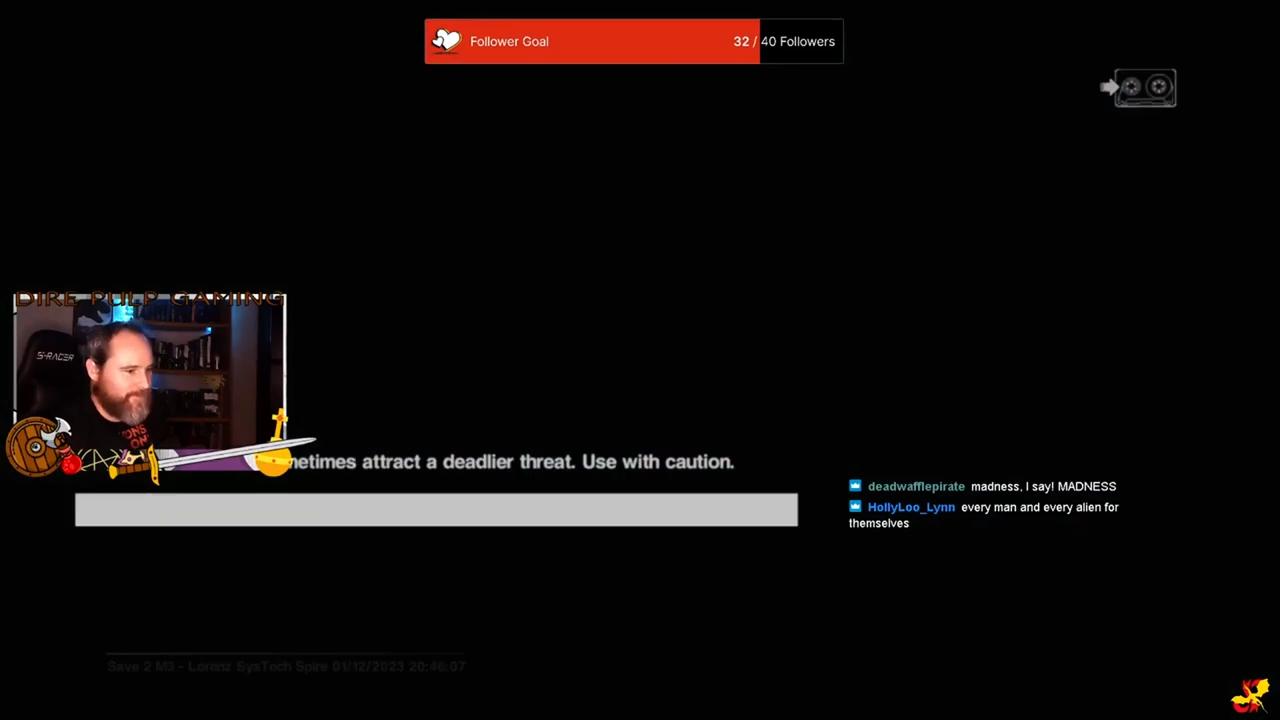 Follower Goal 32 / 40 Followers
DIRE PULP GAMING
S-RACER
attract a deadlier threat. Use with caution.
deadwafflepirate madness, I say! MADNESS
HollyLoo_Lynn every man and every alien for
themselves
Save 2 M3 - Lorenz SysTech Spire 01/12/2023 20:46:07